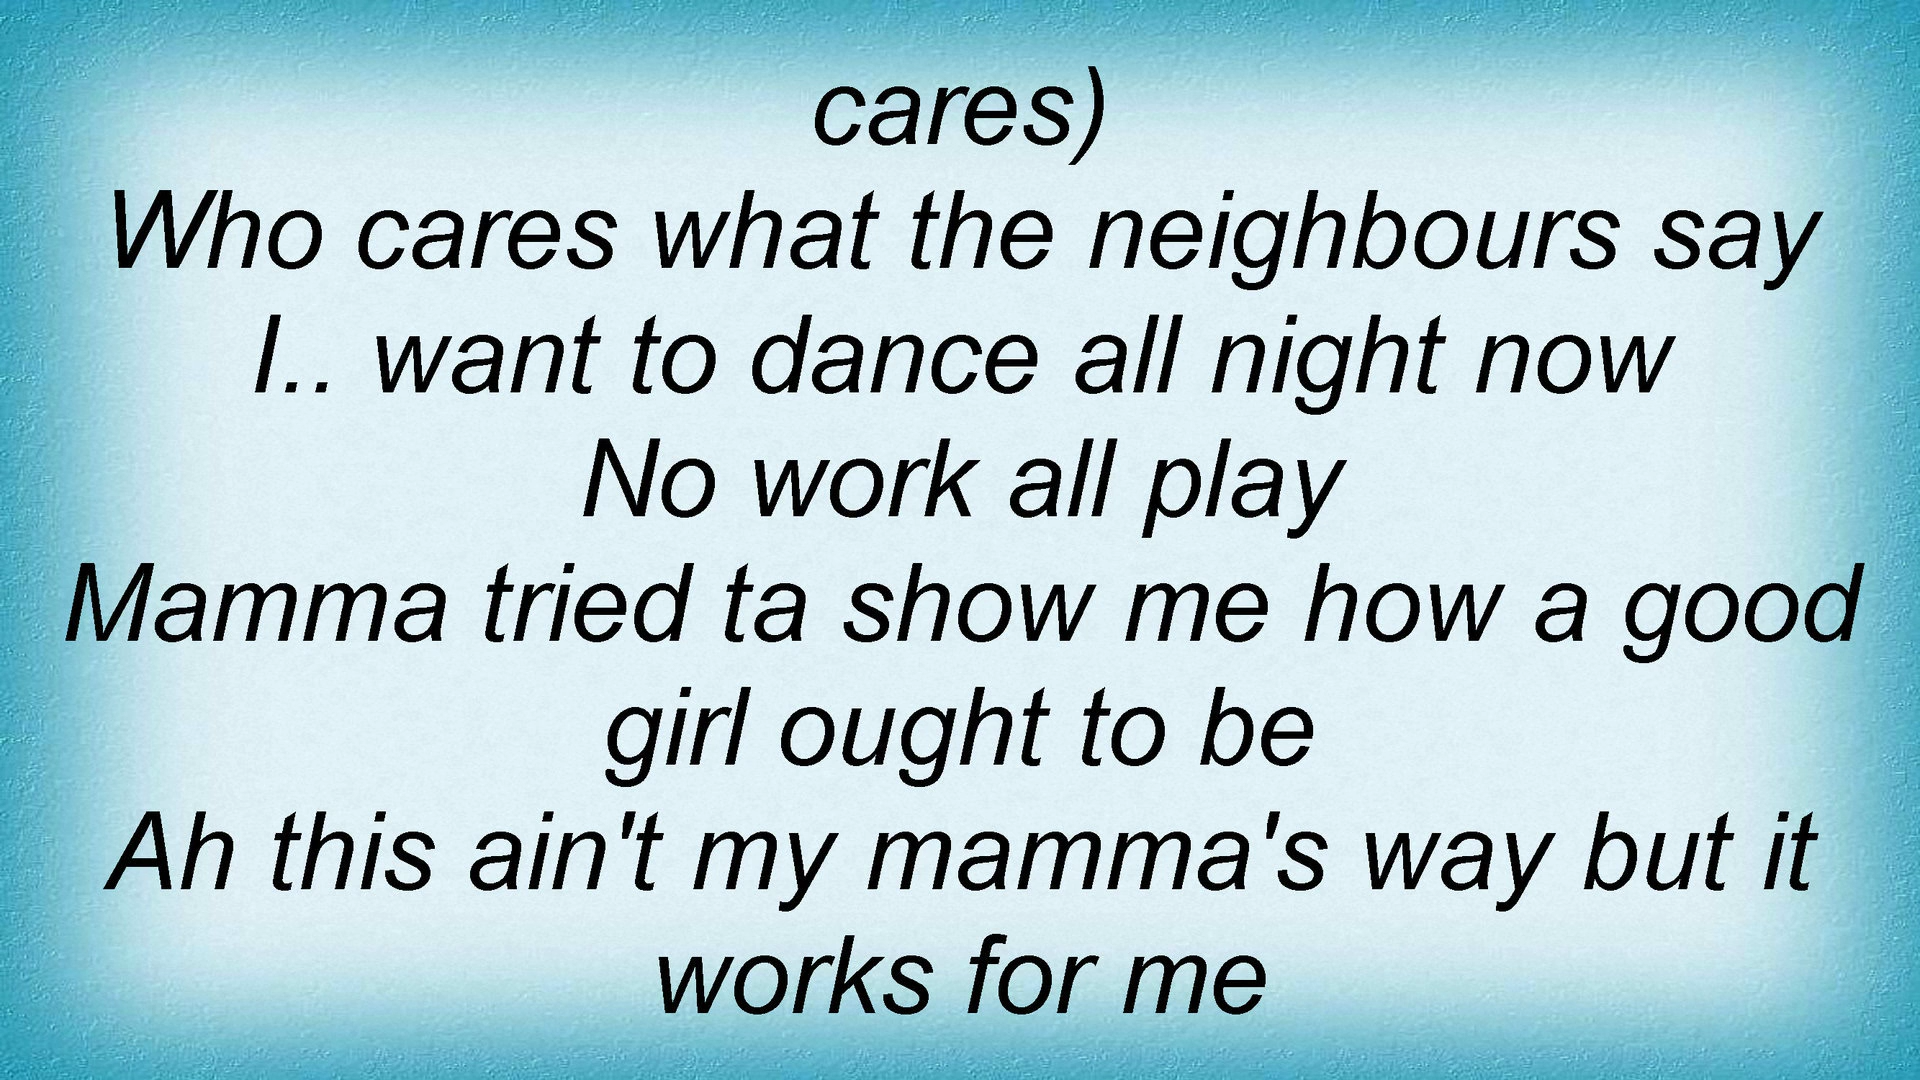 cares)
Who cares what the neighbours say
I.. want to dance all night now
No work all play
Mamma tried ta show me how a good
girl ought to be
Ah this ain't my mamma's way but it
works for me